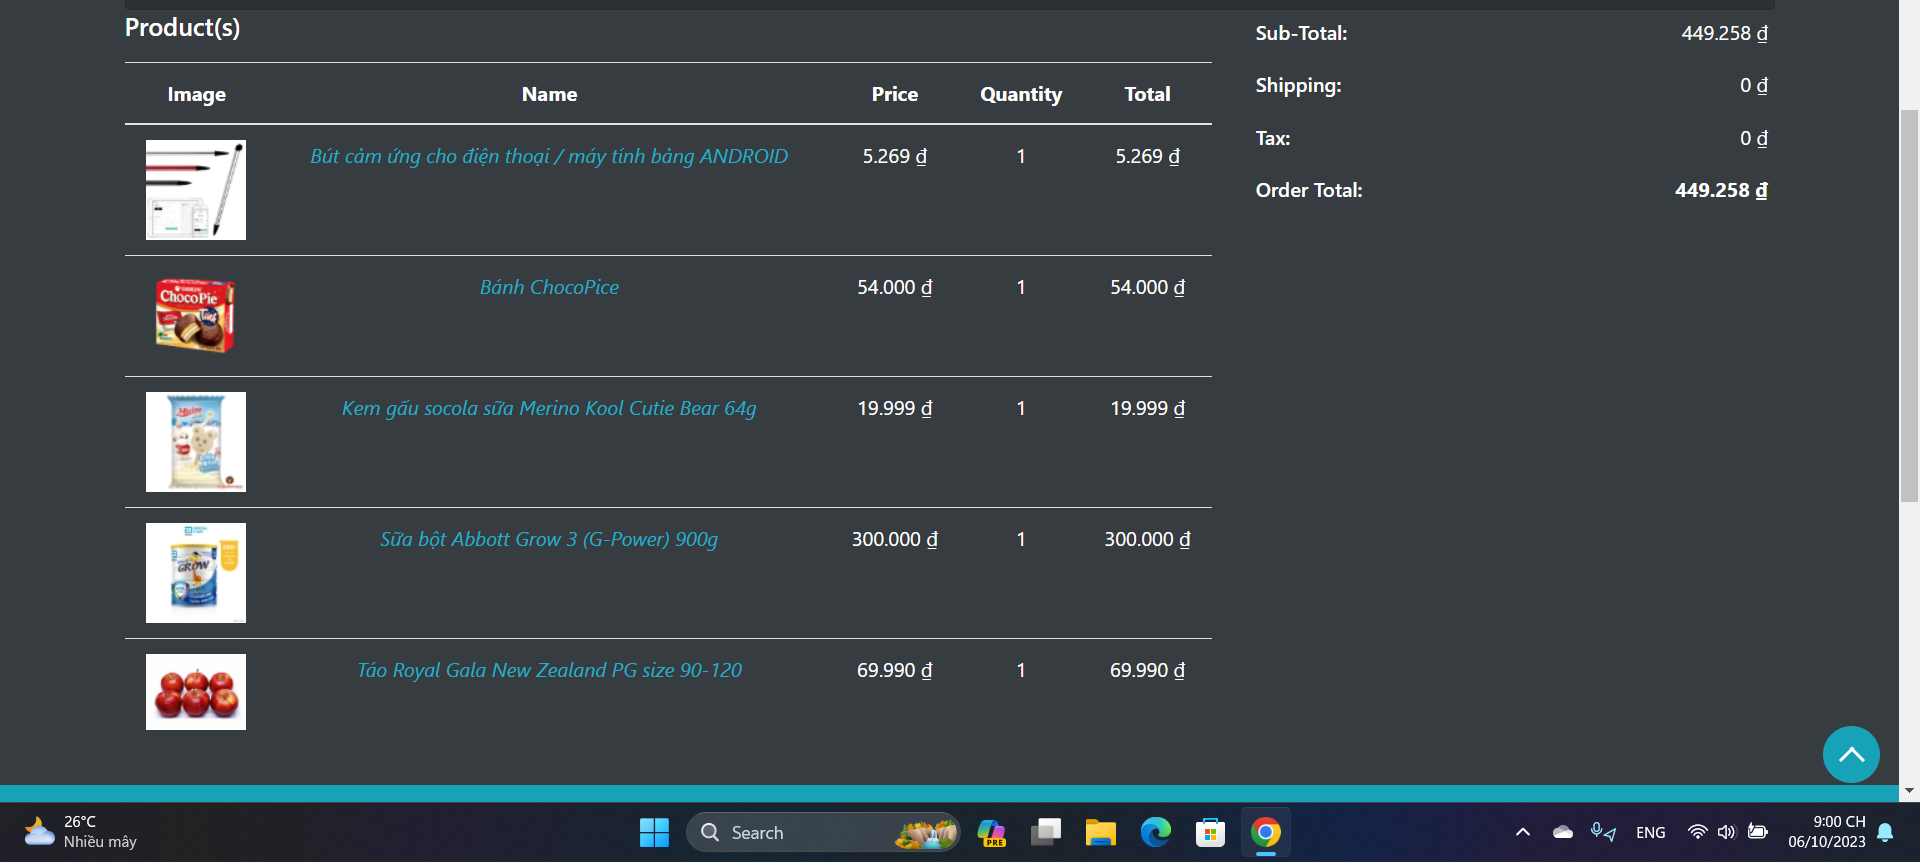 Product(s)
Image Name Price Quantity Total
Bút cảm ứng cho điện thoại / máy tính bảng ANDROID 5.269 ₫ 1 5.269 ₫
ChocoPie
Bánh ChocoPice 54.000 ₫ 1 54.000 ₫
Merino
Kem gấu socola sữa Merino Kool Cutie Bear 64g 19.999 ₫ 1 19.999 ₫
GROW
Sữa bột Abbott Grow 3 (G-Power) 900g 300.000 ₫ 1 300.000 ₫
Táo Royal Gala New Zealand PG size 90-120 69.990 ₫ 1 69.990 ₫
Sub-Total: 449.258 ₫
Shipping: 0 ₫
Tax: 0 ₫
Order Total: 449.258 ₫
26°C
Nhiều mây
Search
PRE
ENG
9:00 CH
06/10/2023